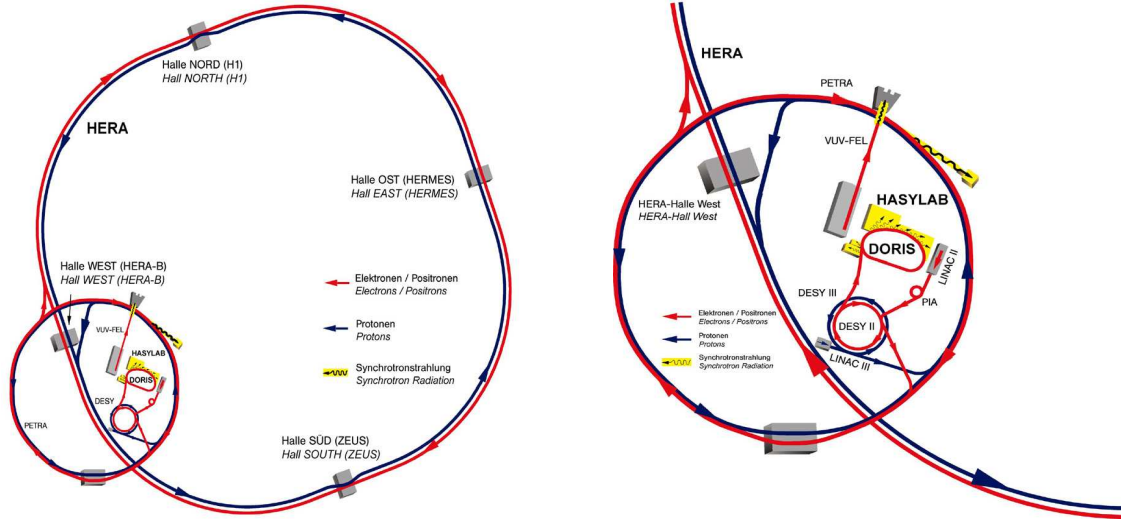 Halle NORD (H1)
Hall NORTH (H1)
HERA
Halle OST (HERMES)
Hall EAST (HERMES)
Halle WEST (HERA-B)
Hall WEST (HERA-B)
Elektronen / Positronen
Electrons / Positrons
Protonen
Protons
Synchrotronstrahlung
Synchrotron Radiation
VUV-FEL
HASYLAB
DORIS
DESY
PETRA
Halle SÜD (ZEUS)
Hall SOUTH (ZEUS)
HERA
PETRA
VUV-FEL
HERA-Halle West
HERA-Hall West
HASYLAB
DORIS
LINAC II
DESY III
PIA
Elektronen / Positronen
Electrons / Positrons
DESY II
Protonen
Protons
LINAC III
Synchrotronstrahlung
Synchrotron Radiation